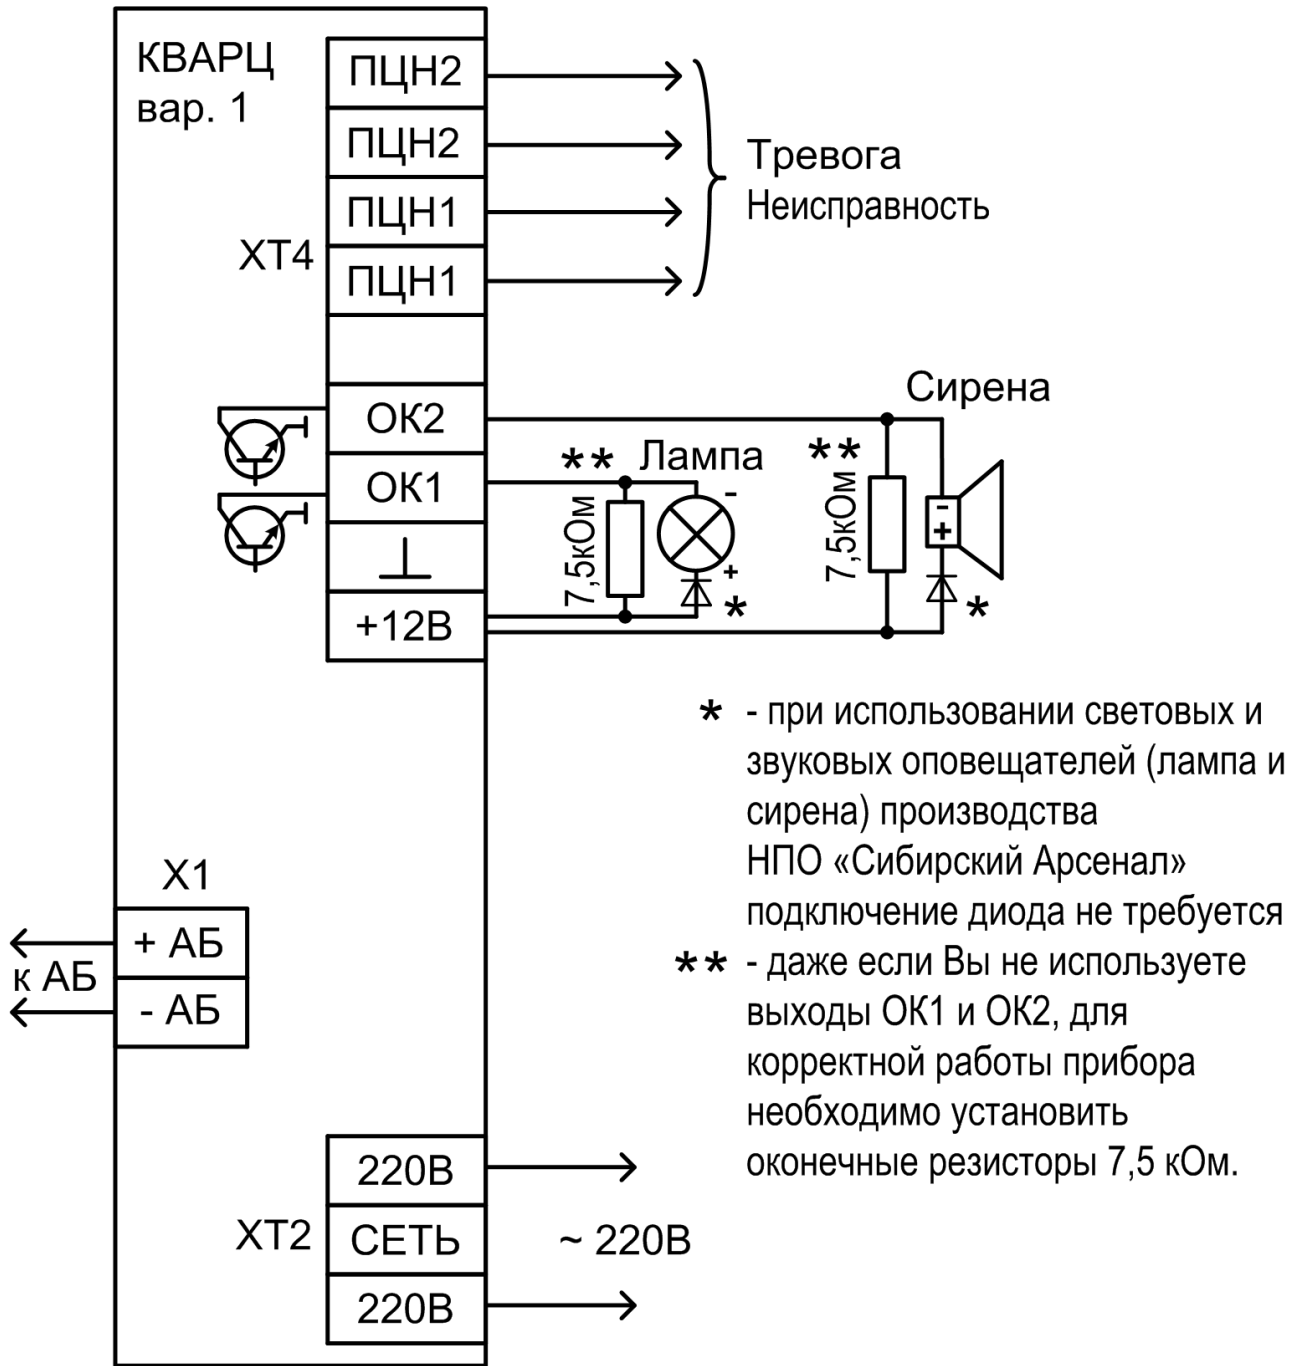 КВАРЦ
вар. 1
ПЦН2
ПЦН2
ПЦН1
ХТ4
ПЦН1
Тревога
Неисправность
ОК2
ОК1
+12В
Сирена
** Лампа
**
7,5кОм
7,5кОм
-
+
*
-
+
*
* - при использовании световых и
звуковых оповещателей (лампа и
сирена) производства
НПО «Сибирский Арсенал»
подключение диода не требуется
** - даже если Вы не используете
выходы ОК1 и ОК2, для
корректной работы прибора
необходимо установить
оконечные резисторы 7,5 кОм.
Х1
+ АБ
к АБ
- АБ
220В
ХТ2
СЕТЬ
~ 220В
220В